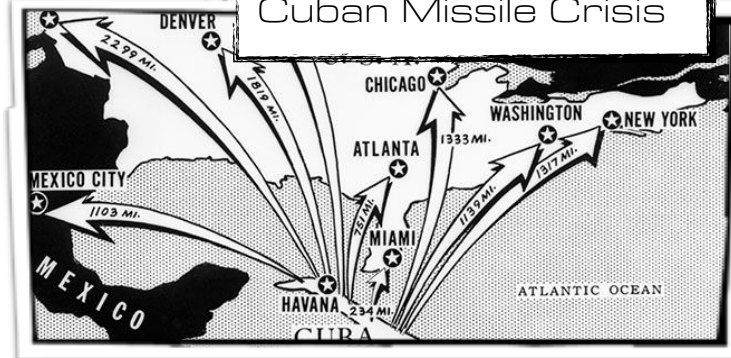 Cuban Missile Crisis
DENVER
2299 MI.
1819 MI.
CHICAGO
WASHINGTON
NEW YORK
1333 MI.
ATLANTA
1317 MI.
MEXICO CITY
1139 MI.
751 MI.
1103 MI.
MIAMI
MEXICO
HAVANA
234 MI.
ATLANTIC OCEAN
CUBA